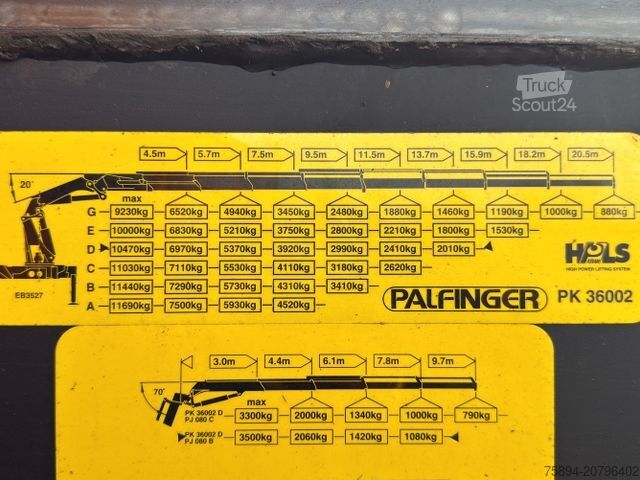 Truck
Scout24
4.5m 5.7m 7.5m 9.5m 11.5m 13.7m 15.9m 18.2m 20.5m
20°
max
G 9230kg 6520kg 4940kg 3450kg 2480kg 1880kg 1460kg 1190kg 1000kg 880kg
E 10000kg 6830kg 5210kg 3750kg 2800kg 2210kg 1800kg 1530kg
D 10470kg 6970kg 5370kg 3920kg 2990kg 2410kg 2010kg
C 11030kg 7110kg 5530kg 4110kg 3180kg 2620kg
B 11440kg 7290kg 5730kg 4310kg 3410kg
A 11690kg 7500kg 5930kg 4520kg
EB3527
HPLS
HIGH POWER LIFTING SYSTEM
PALFINGER PK 36002
3.0m 4.4m 6.1m 7.8m 9.7m
70°
max
PK 36002 D
PJ 080 C
3300kg 2000kg 1340kg 1000kg 790kg
PK 36002 D
PJ 080 B
3500kg 2060kg 1420kg 1080kg
75894-20796402